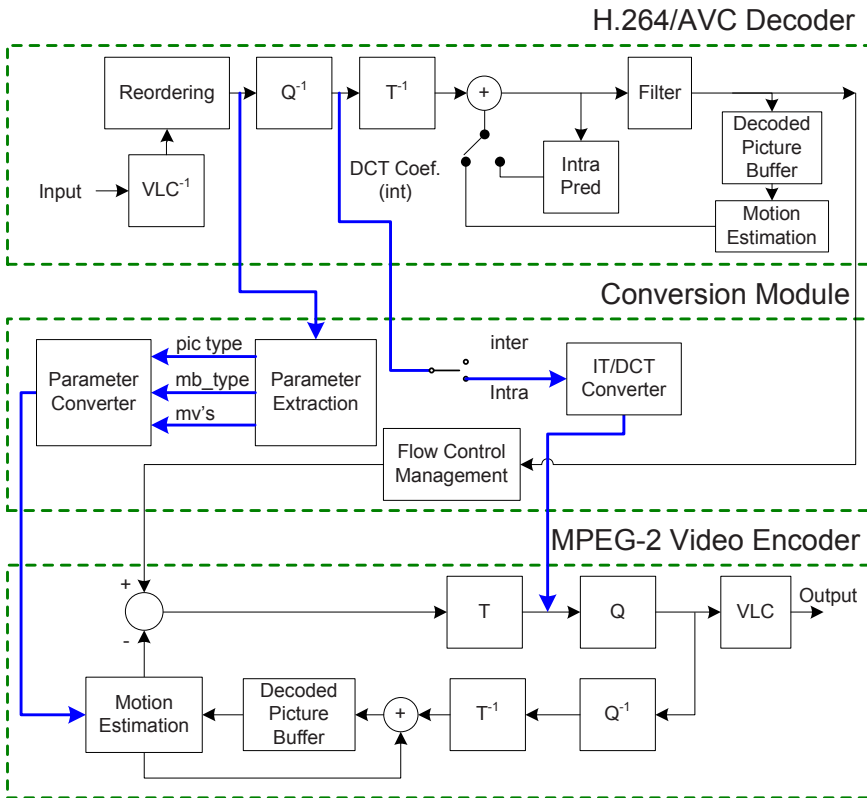 H.264/AVC Decoder
Reordering
Q-1
T-1
+
Filter
Decoded
Picture
Buffer
Input
VLC-1
DCT Coef.
(int)
Intra
Pred
Motion
Estimation
Conversion Module
pic type
mb_type
mv's
Parameter
Converter
Parameter
Extraction
inter
Intra
IT/DCT
Converter
Flow Control
Management
MPEG-2 Video Encoder
+
-
T
Q
VLC
Output
Motion
Estimation
Decoded
Picture
Buffer
+
T-1
Q-1